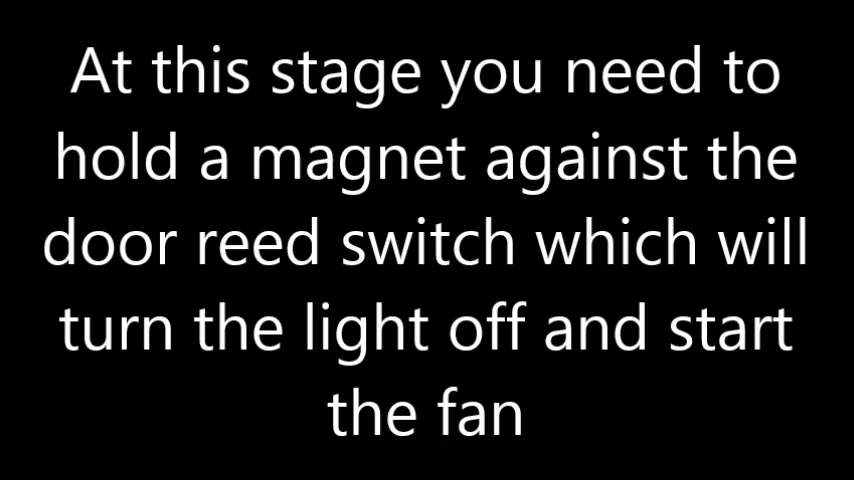 At this stage you need to
hold a magnet against the
door reed switch which will
turn the light off and start
the fan